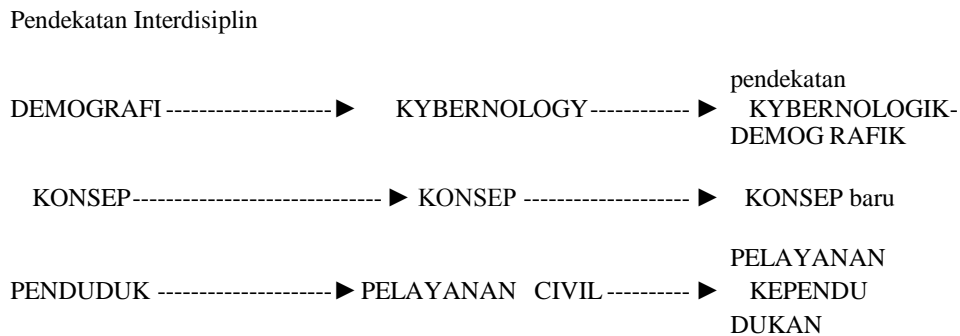 Pendekatan Interdisiplin
pendekatan
DEMOGRAFI --------------------► KYBERNOLOGY------------ ► KYBERNOLOGIK-
DEMOG RAFIK
KONSEP------------------------------ ► KONSEP -------------------- ► KONSEP baru
PELAYANAN
PENDUDUK ---------------------► PELAYANAN CIVIL ---------- ► KEPENDU
DUKAN